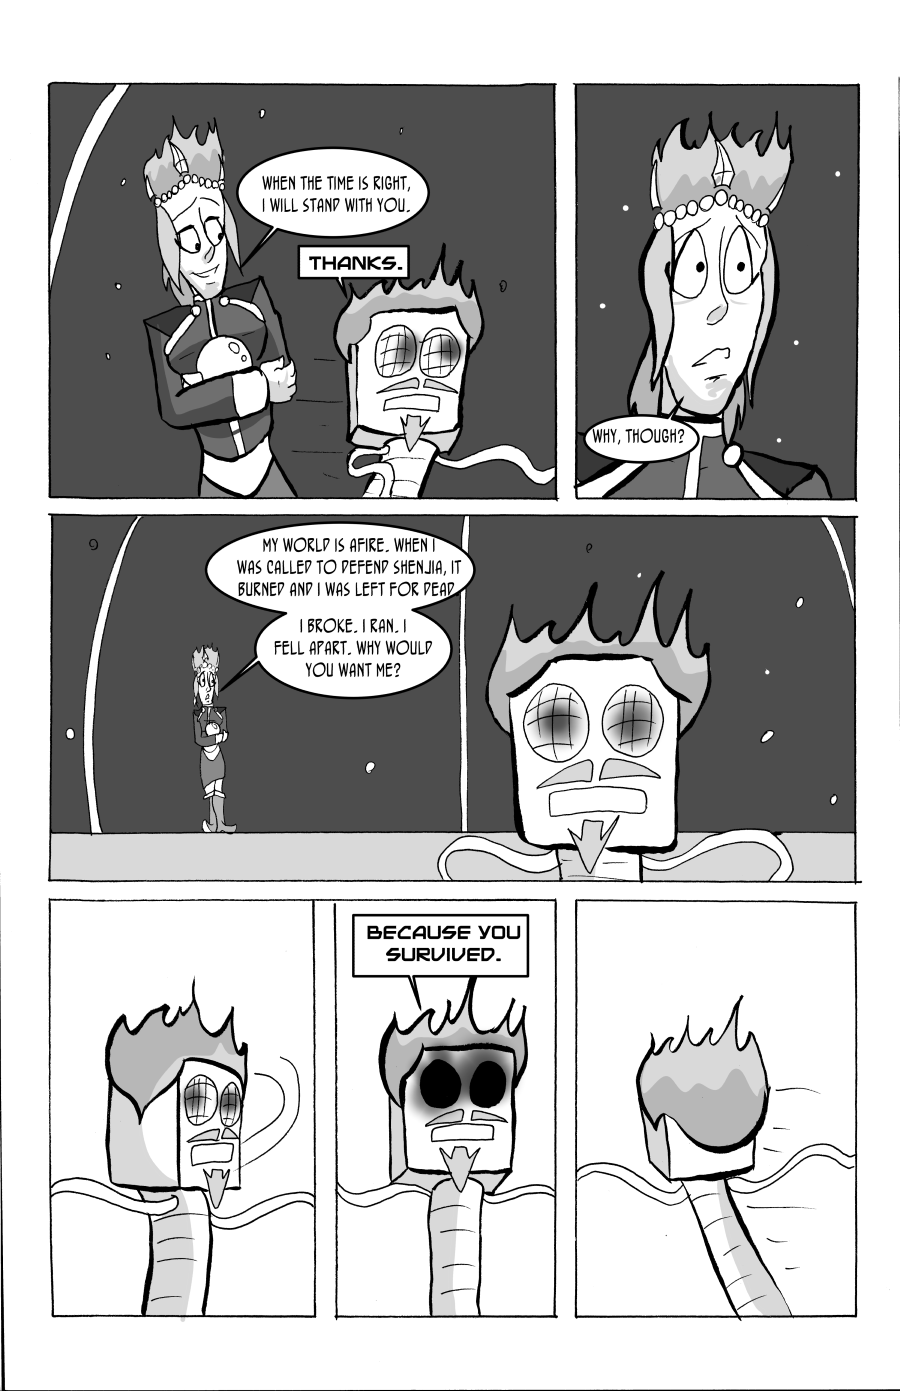 WHEN THE TIME IS RIGHT,
I WILL STAND WITH YOU.
THANKS.
WHY, THOUGH?
MY WORLD IS AFIRE. WHEN I
WAS CALLED TO DEFEND SHENJIA, IT
BURNED AND I WAS LEFT FOR DEAD
I BROKE. I RAN. I
FELL APART. WHY WOULD
YOU WANT ME?
BECAUSE YOU
SURVIVED.